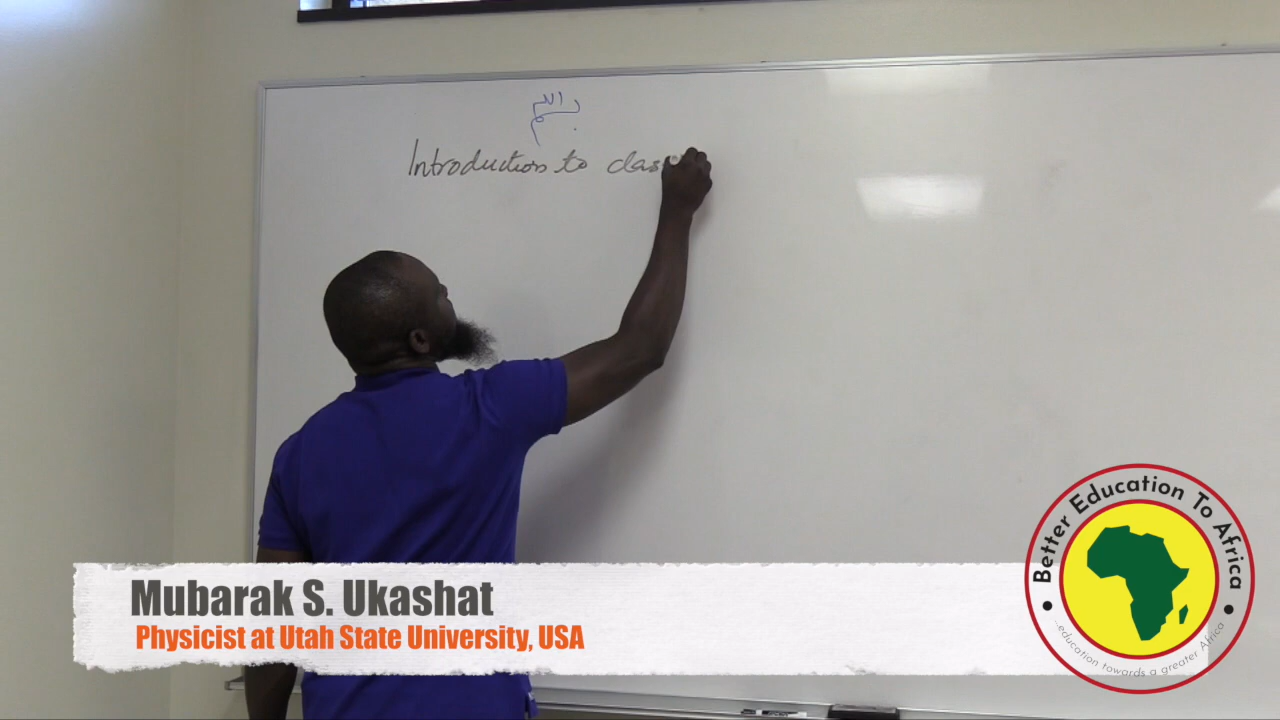 Introduction to clas
Mubarak S. Ukashat
Physicist at Utah State University, USA
Better Education To Africa
...education towards a greater Africa